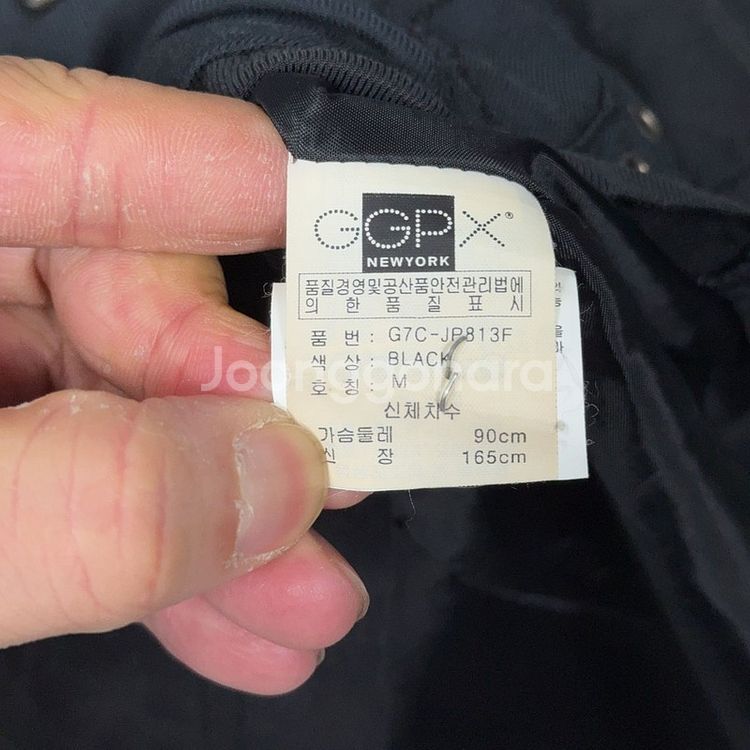 GGPX®
NEWYORK
품질경영및공산품안전관리법에
의 한 품 질 표 시
품 번 : G7C-JP813F
색 상 : BLACK
호 칭 : M
신체치수
가슴둘레 90cm
신 장 165cm
Joonggonara